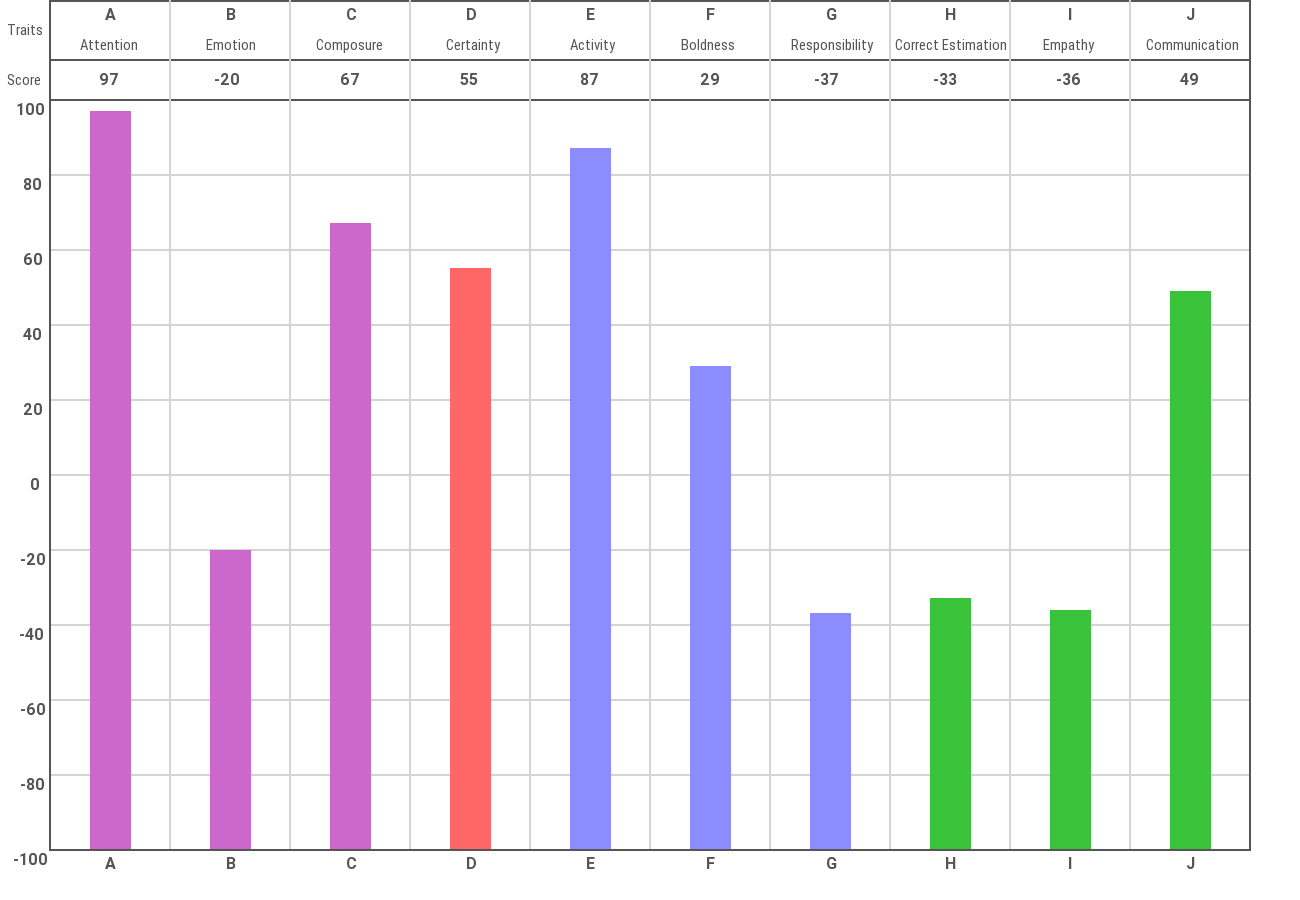 A B C D E F G H I J
Traits
Attention Emotion Composure Certainty Activity Boldness Responsibility Correct Estimation Empathy Communication
Score 97 -20 67 55 87 29 -37 -33 -36 49
100
80
60
40
20
0
-20
-40
-60
-80
-100
A B C D E F G H I J